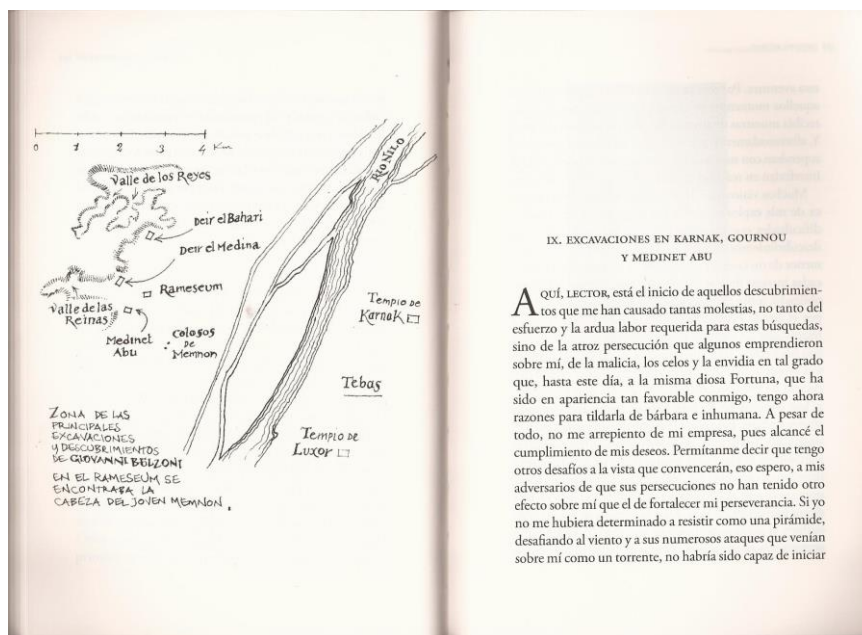 0 1 2 3 4 Km
Valle de los Reyes
Deir el Bahari
Deir el Medina
Rameseum
Valle de las
Reinas
Medinet
Abu
Colosos
de
Memnon
RIO NILO
Templo de
Karnak
Tebas
Templo de
Luxor
ZONA DE LAS
PRINCIPALES
EXCAVACIONES
Y DESCUBRIMIENTOS
DE GIOVANNI BELZONI
EN EL RAMESEUM SE
ENCONTRABA LA
CABEZA DEL JOVEN MEMNON.
IX. EXCAVACIONES EN KARNAK, GOURNOU
Y MEDINET ABU
AQUÍ, LECTOR, está el inicio de aquellos descubrimien-
tos que me han causado tantas molestias, no tanto del
esfuerzo y la ardua labor requerida para estas búsquedas,
sino de la atroz persecución que algunos emprendieron
sobre mí, de la malicia, los celos y la envidia en tal grado
que, hasta este día, a la misma diosa Fortuna, que ha
sido en apariencia tan favorable conmigo, tengo ahora
razones para tildarla de bárbara e inhumana. A pesar de
todo, no me arrepiento de mi empresa, pues alcancé el
cumplimiento de mis deseos. Permítanme decir que tengo
otros desafíos a la vista que convencerán, eso espero, a mis
adversarios de que sus persecuciones no han tenido otro
efecto sobre mí que el de fortalecer mi perseverancia. Si yo
no me hubiera determinado a resistir como una pirámide,
desafiando al viento y a sus numerosos ataques que venían
sobre mí como un torrente, no habría sido capaz de iniciar